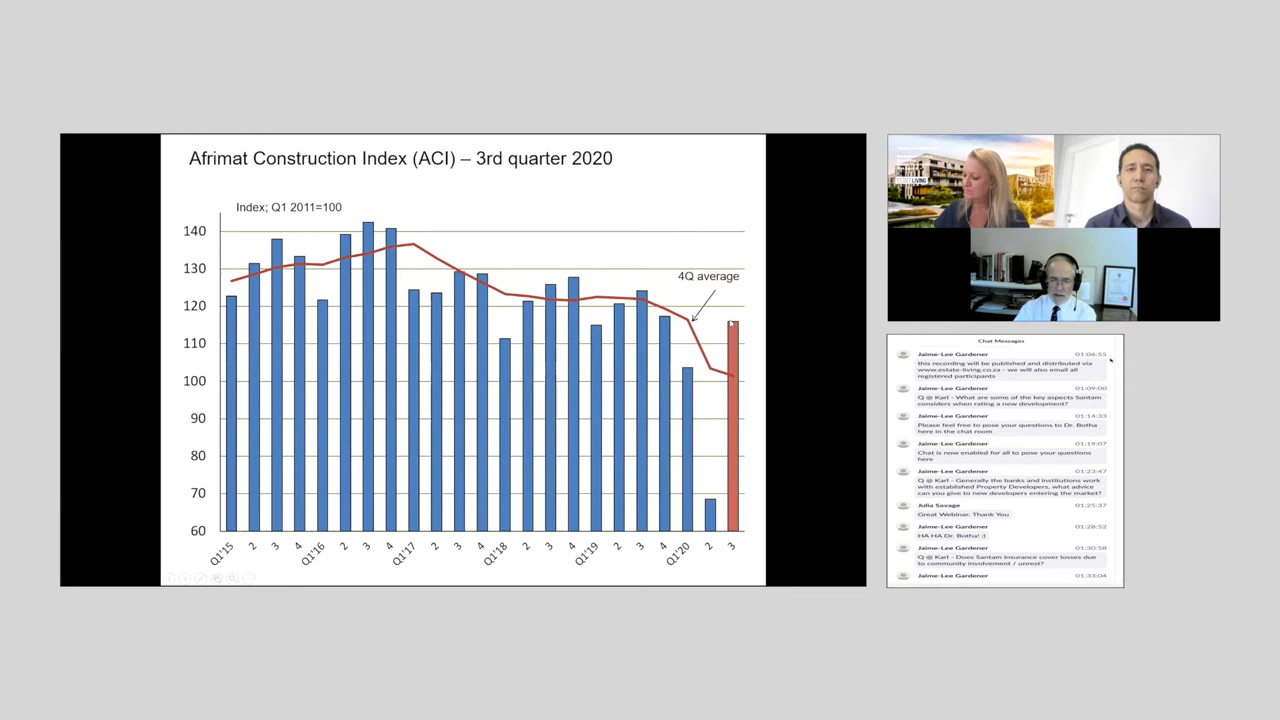 Afrimat Construction Index (ACI) – 3rd quarter 2020
Index; Q1 2011=100
140
130
120
110
100
90
80
70
60
4Q average
Q1'15
2
3
4
Q1'16
2
3
4
Q1'17
2
3
4
Q1'18
2
3
4
Q1'19
2
3
4
Q1'20
2
3
ESTATE LIVING
Chat Messages
Jaime-Lee Gardener 01:06:55
this recording will be published and distributed via
www.estate-living.co.za - we will also email all
registered participants
Jaime-Lee Gardener 01:09:00
Q @ Karl - What are some of the key aspects Santam
considers when rating a new development?
Jaime-Lee Gardener 01:14:33
Please feel free to pose your questions to Dr. Botha
here in the chat room
Jaime-Lee Gardener 01:19:07
Chat is now enabled for all to pose your questions
here
Jaime-Lee Gardener 01:23:47
Q @ Karl - Generally the banks and institutions work
with established Property Developers, what advice
can you give to new developers entering the market?
Julia Savage 01:25:37
Great Webinar. Thank You
Jaime-Lee Gardener 01:28:52
HA HA Dr. Botha! :)
Jaime-Lee Gardener 01:30:58
Q @ Karl - Does Santam insurance cover losses due
to community involvement / unrest?
Jaime-Lee Gardener 01:33:04